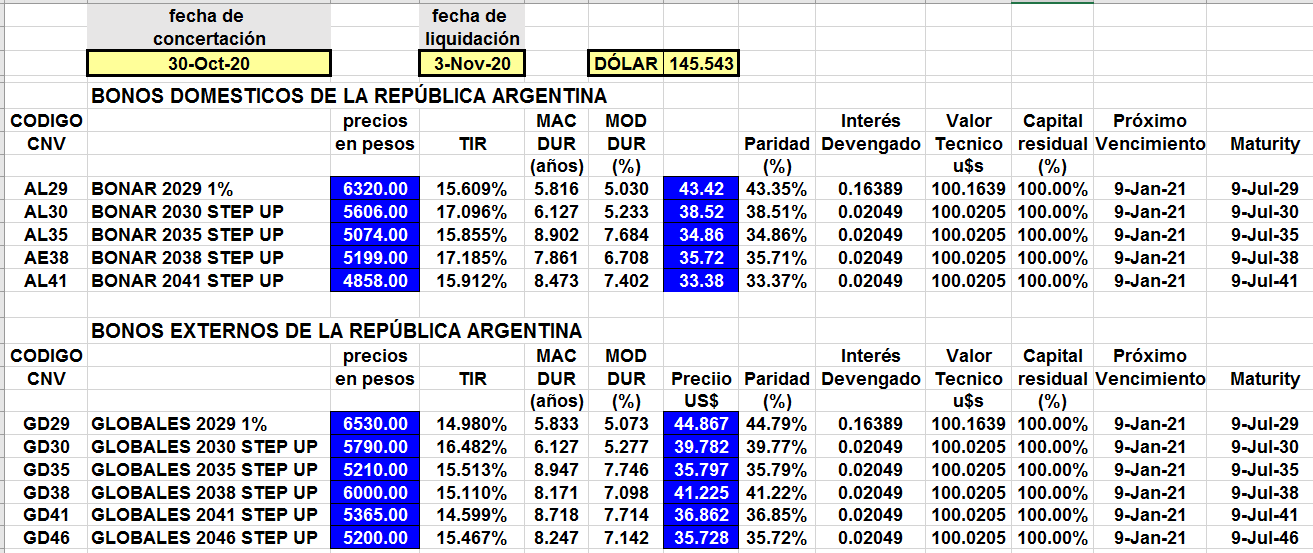 fecha de fecha de
concertación liquidación
30-Oct-20 3-Nov-20 DÓLAR 145.543
BONOS DOMESTICOS DE LA REPÚBLICA ARGENTINA
CODIGO precios MAC MOD Interés Valor Capital Próximo
CNV en pesos TIR DUR DUR Paridad Devengado Tecnico residual Vencimiento Maturity
(años) (%) (%) u$s (%)
AL29 BONAR 2029 1% 6320.00 15.609% 5.816 5.030 43.42 43.35% 0.16389 100.1639 100.00% 9-Jan-21 9-Jul-29
AL30 BONAR 2030 STEP UP 5606.00 17.096% 6.127 5.233 38.52 38.51% 0.02049 100.0205 100.00% 9-Jan-21 9-Jul-30
AL35 BONAR 2035 STEP UP 5074.00 15.855% 8.902 7.684 34.86 34.86% 0.02049 100.0205 100.00% 9-Jan-21 9-Jul-35
AE38 BONAR 2038 STEP UP 5199.00 17.185% 7.861 6.708 35.72 35.71% 0.02049 100.0205 100.00% 9-Jan-21 9-Jul-38
AL41 BONAR 2041 STEP UP 4858.00 15.912% 8.473 7.402 33.38 33.37% 0.02049 100.0205 100.00% 9-Jan-21 9-Jul-41
BONOS EXTERNOS DE LA REPÚBLICA ARGENTINA
CODIGO precios MAC MOD Interés Valor Capital Próximo
CNV en pesos TIR DUR DUR Preciio Paridad Devengado Tecnico residual Vencimiento Maturity
(años) (%) US$ (%) u$s (%)
GD29 GLOBALES 2029 1% 6530.00 14.980% 5.833 5.073 44.867 44.79% 0.16389 100.1639 100.00% 9-Jan-21 9-Jul-29
GD30 GLOBALES 2030 STEP UP 5790.00 16.482% 6.127 5.277 39.782 39.77% 0.02049 100.0205 100.00% 9-Jan-21 9-Jul-30
GD35 GLOBALES 2035 STEP UP 5210.00 15.513% 8.947 7.746 35.797 35.79% 0.02049 100.0205 100.00% 9-Jan-21 9-Jul-35
GD38 GLOBALES 2038 STEP UP 6000.00 15.110% 8.171 7.098 41.225 41.22% 0.02049 100.0205 100.00% 9-Jan-21 9-Jul-38
GD41 GLOBALES 2041 STEP UP 5365.00 14.599% 8.718 7.714 36.862 36.85% 0.02049 100.0205 100.00% 9-Jan-21 9-Jul-41
GD46 GLOBALES 2046 STEP UP 5200.00 15.467% 8.247 7.142 35.728 35.72% 0.02049 100.0205 100.00% 9-Jan-21 9-Jul-46